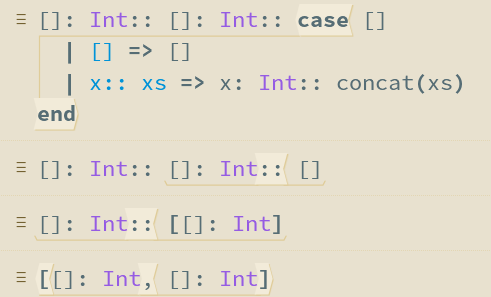 ☰ []: Int:: []: Int:: case []
| [] => []
| x:: xs => x: Int:: concat(xs)
end
☰ []: Int:: []: Int:: []
☰ []: Int:: [[]: Int]
☰ [[]: Int, []: Int]